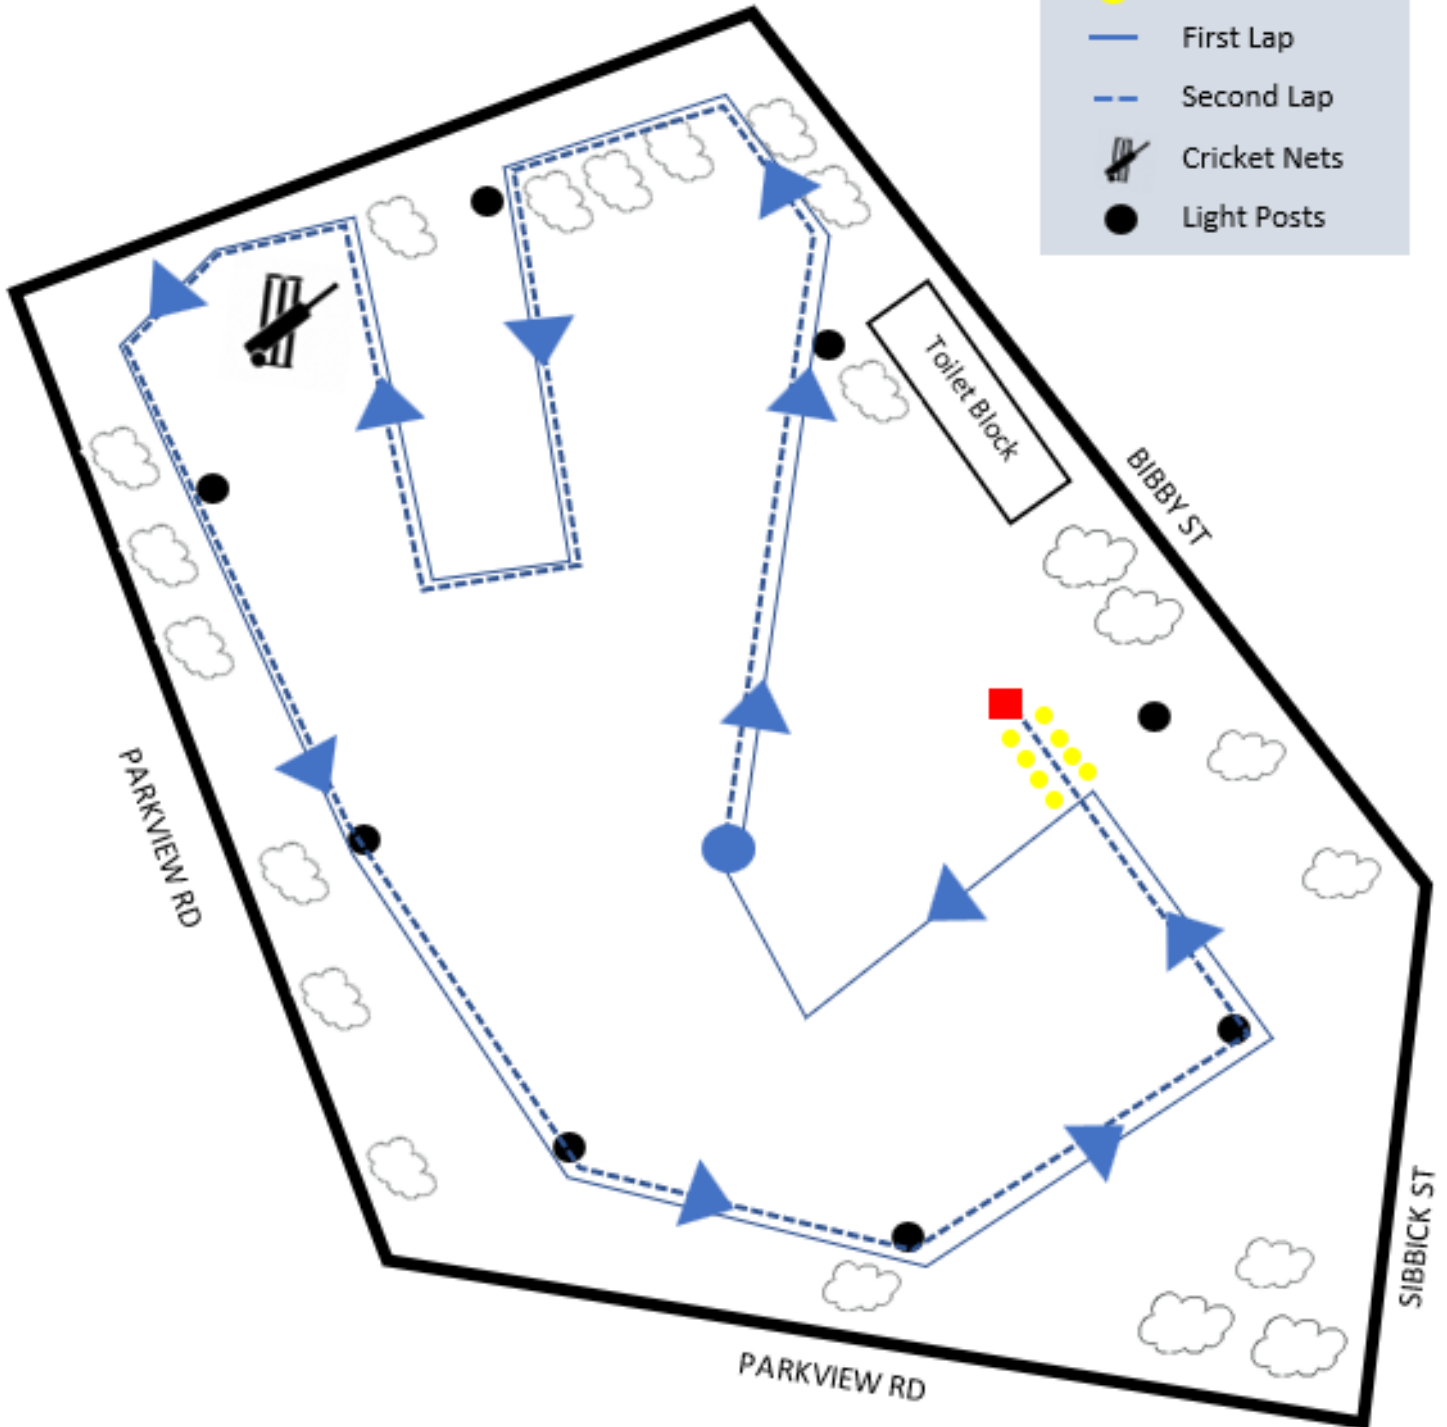 First Lap
Second Lap
Cricket Nets
Light Posts
Toilet Block
BIBBY ST
PARKVIEW RD
SIBBICK ST
PARKVIEW RD